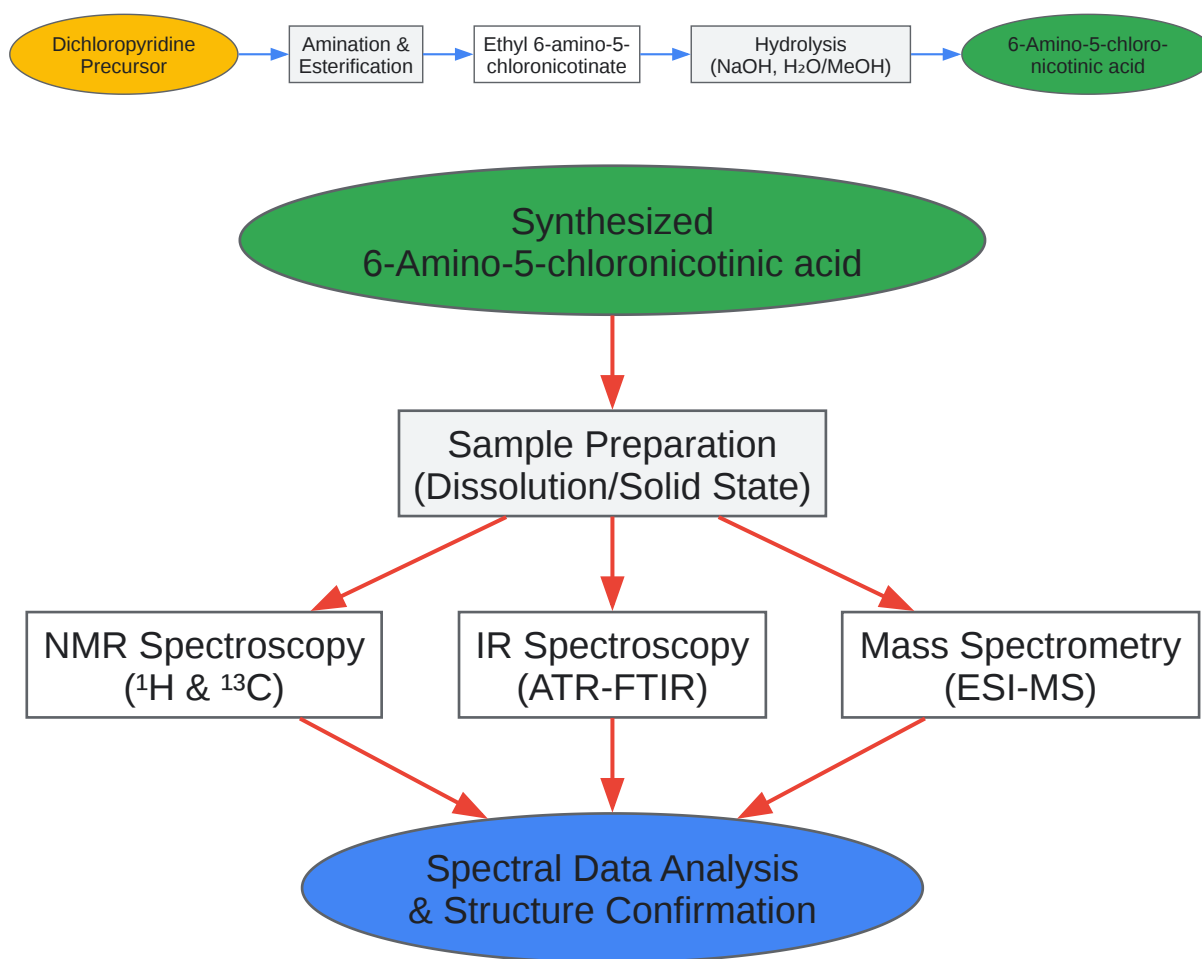 Dichloropyridine
Precursor
Amination &
Esterification
Ethyl 6-amino-5-
chloronicotinate
Hydrolysis
(NaOH, H₂O/MeOH)
6-Amino-5-chloro-
nicotinic acid
Synthesized
6-Amino-5-chloronicotinic acid
Sample Preparation
(Dissolution/Solid State)
NMR Spectroscopy
(¹H & ¹³C)
IR Spectroscopy
(ATR-FTIR)
Mass Spectrometry
(ESI-MS)
Spectral Data Analysis
& Structure Confirmation